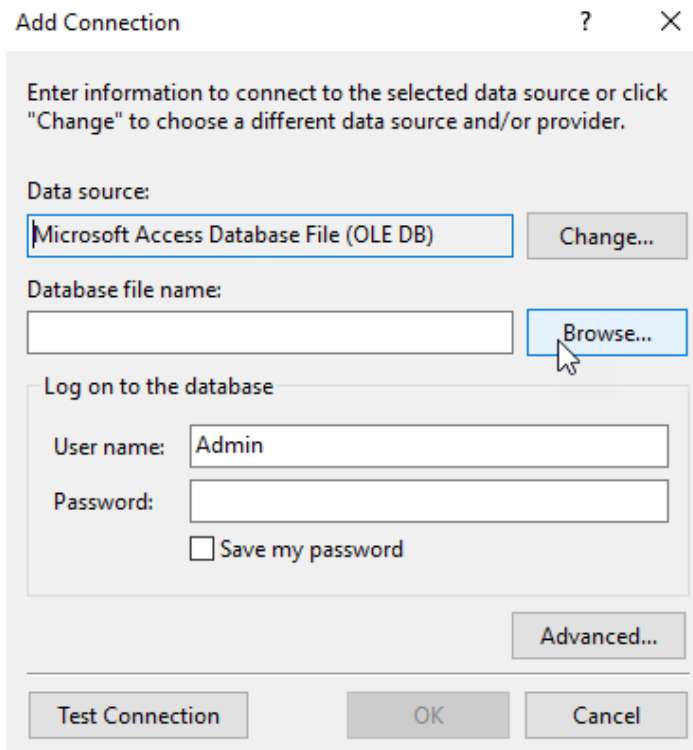 Add Connection ?
Enter information to connect to the selected data source or click
"Change" to choose a different data source and/or provider.
Data source:
Microsoft Access Database File (OLE DB) Change...
Database file name:
Browse...
Log on to the database
User name: Admin
Password:
Save my password
Advanced...
Test Connection OK Cancel